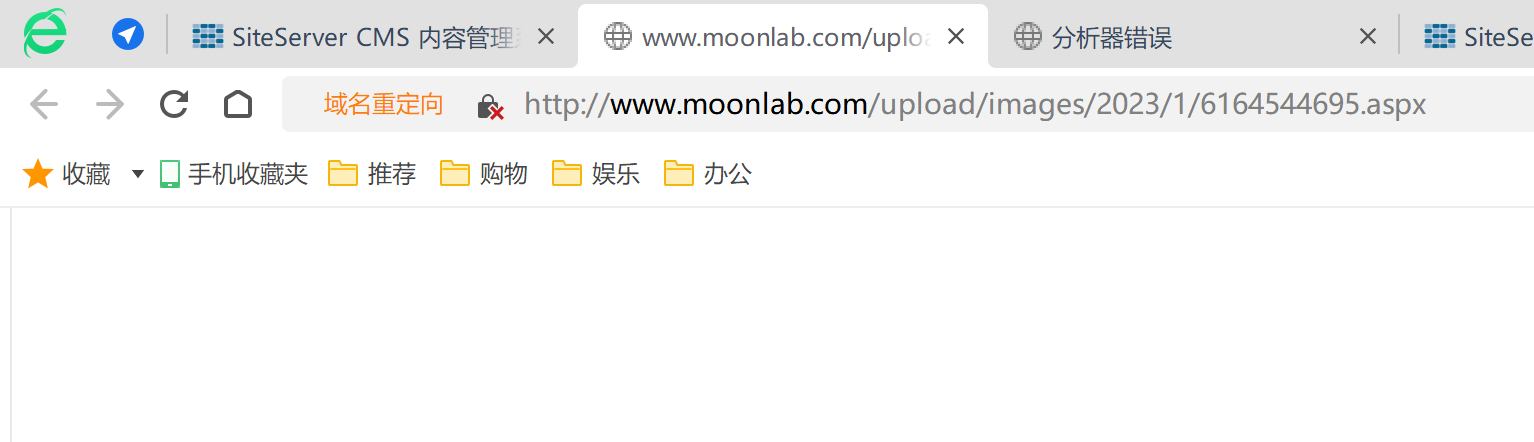 SiteServer CMS 内容管理
www.moonlab.com/uploa
分析器错误
SiteSe
域名重定向 http://www.moonlab.com/upload/images/2023/1/6164544695.aspx
收藏 手机收藏夹 推荐 购物 娱乐 办公